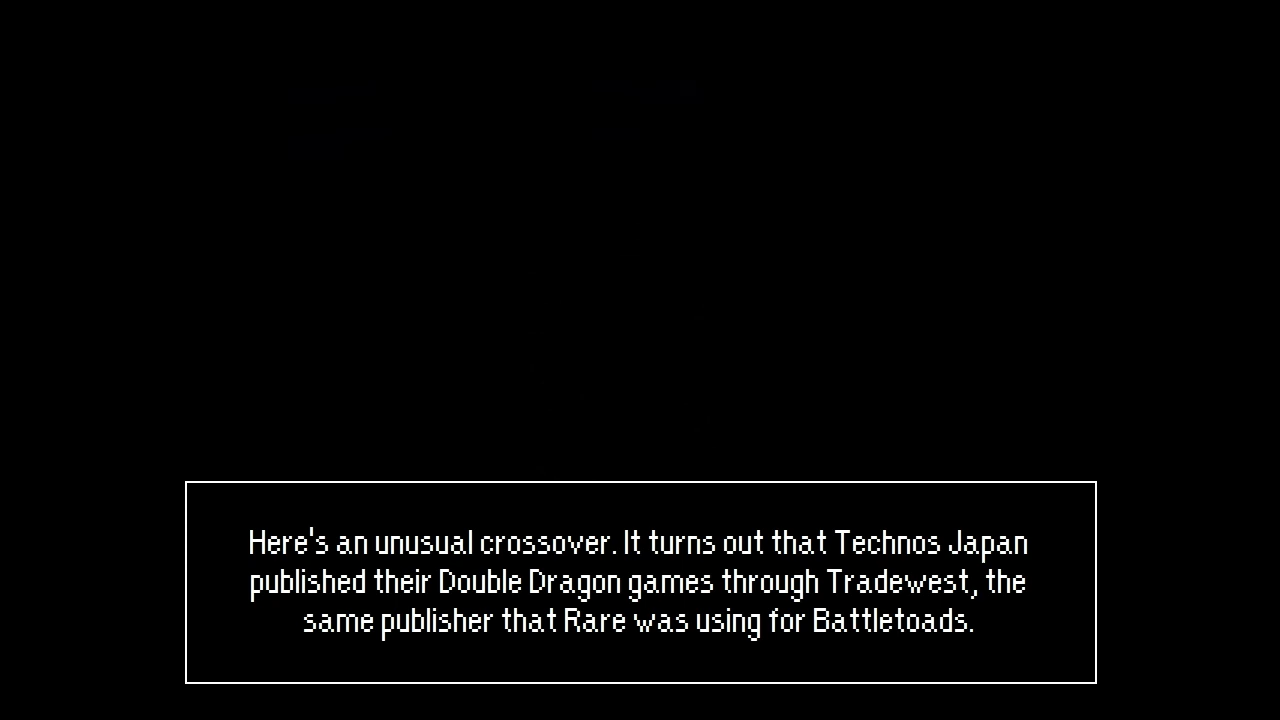 Here's an unusual crossover. It turns out that Technos Japan
published their Double Dragon games through Tradewest, the
same publisher that Rare was using for Battletoads.